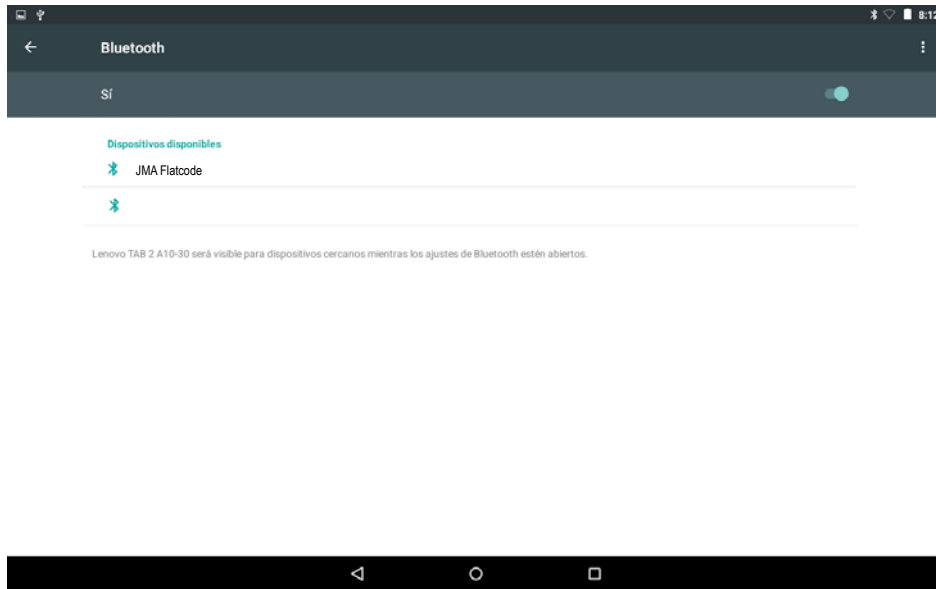 8:12
Bluetooth
Sí
Dispositivos disponibles
JMA Flatcode
Lenovo TAB 2 A10-30 será visible para dispositivos cercanos mientras los ajustes de Bluetooth estén abiertos.